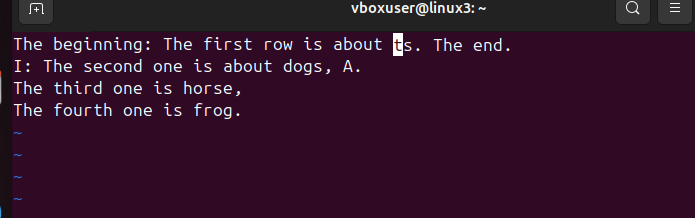 vboxuser@linux3: ~
The beginning: The first row is about ts. The end.
I: The second one is about dogs, A.
The third one is horse,
The fourth one is frog.
~
~
~
~